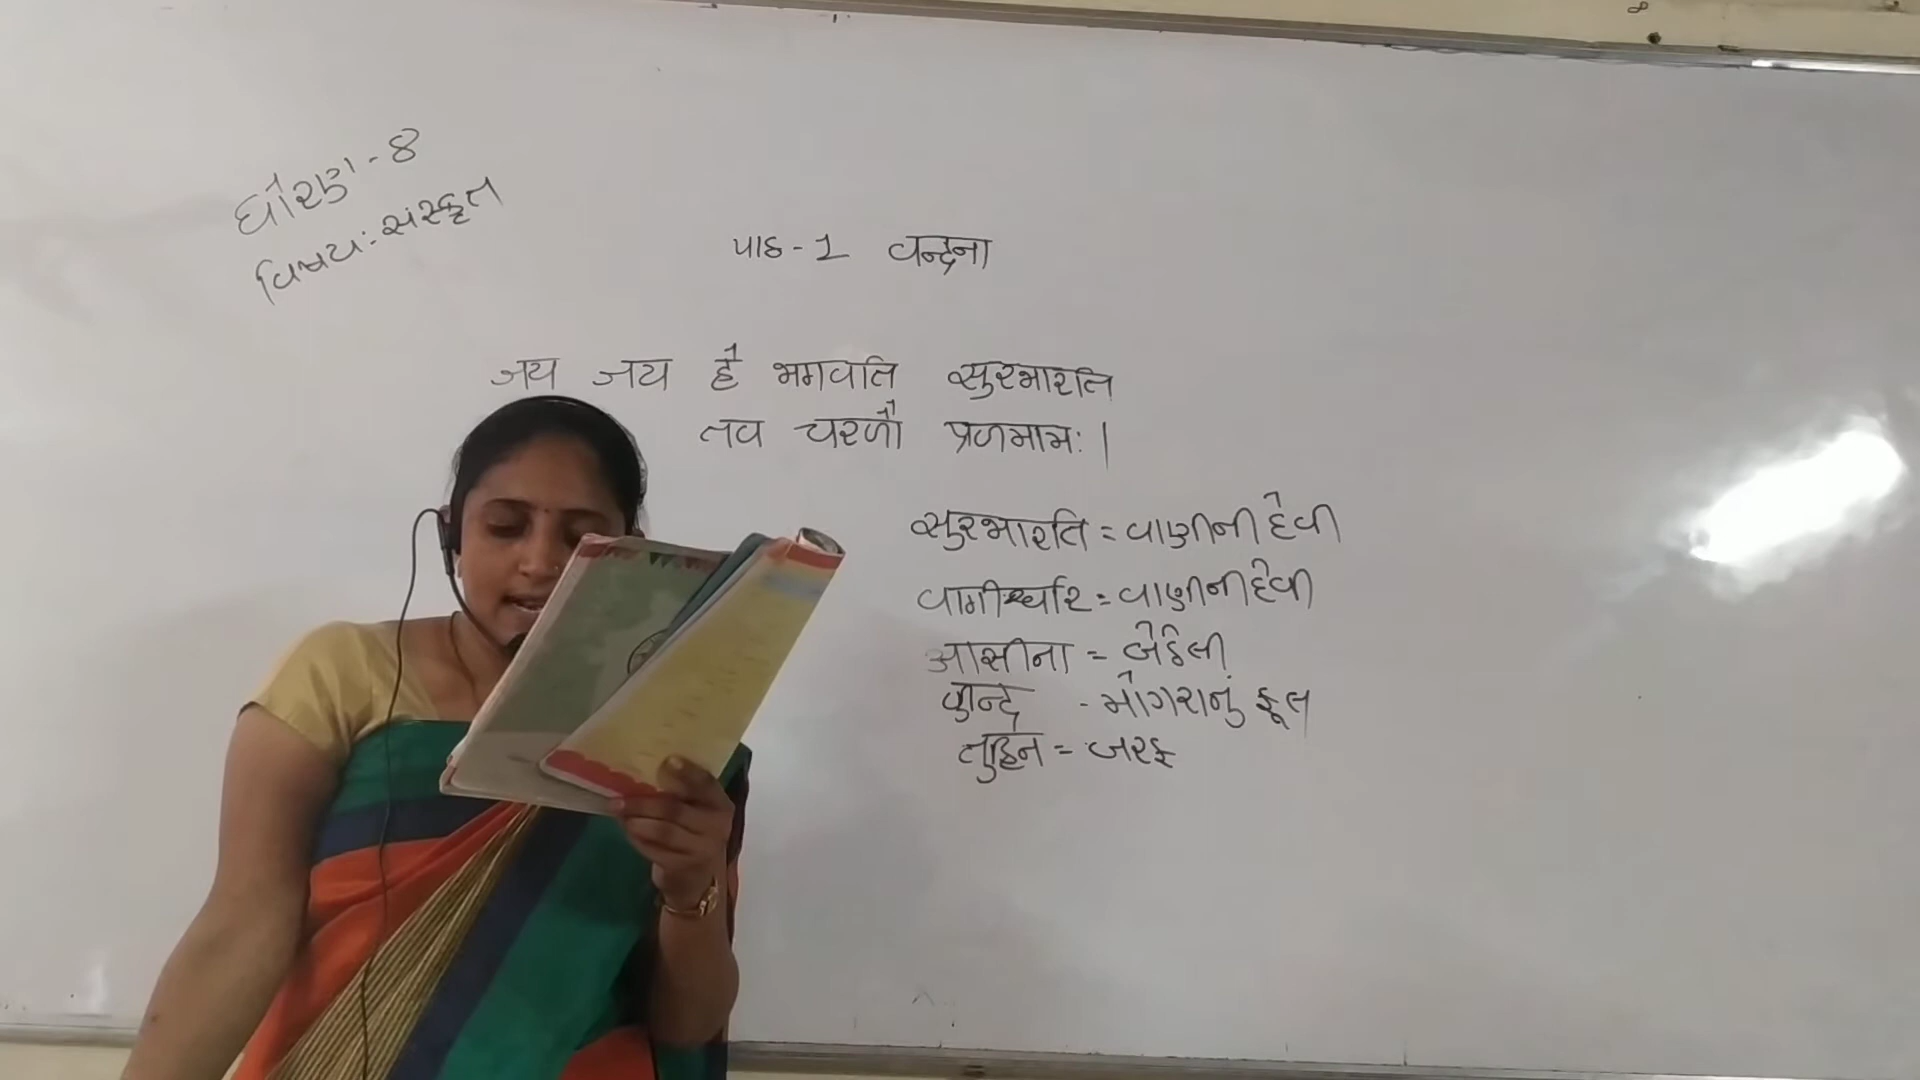 ધોરણ - 8
વિષય: સંસ્કૃત
પાઠ - 1 वन्दना
जय जय हे भगवति सुरभारति
तव चरणौ प्रणमामः।
सुरभारति = વાણીની દેવી
वागीर्श्वरि = વાણીની દેવી
आसीना = બેઠેલી
कुन्द - મોગરાનું ફૂલ
तुहिन = બરફ